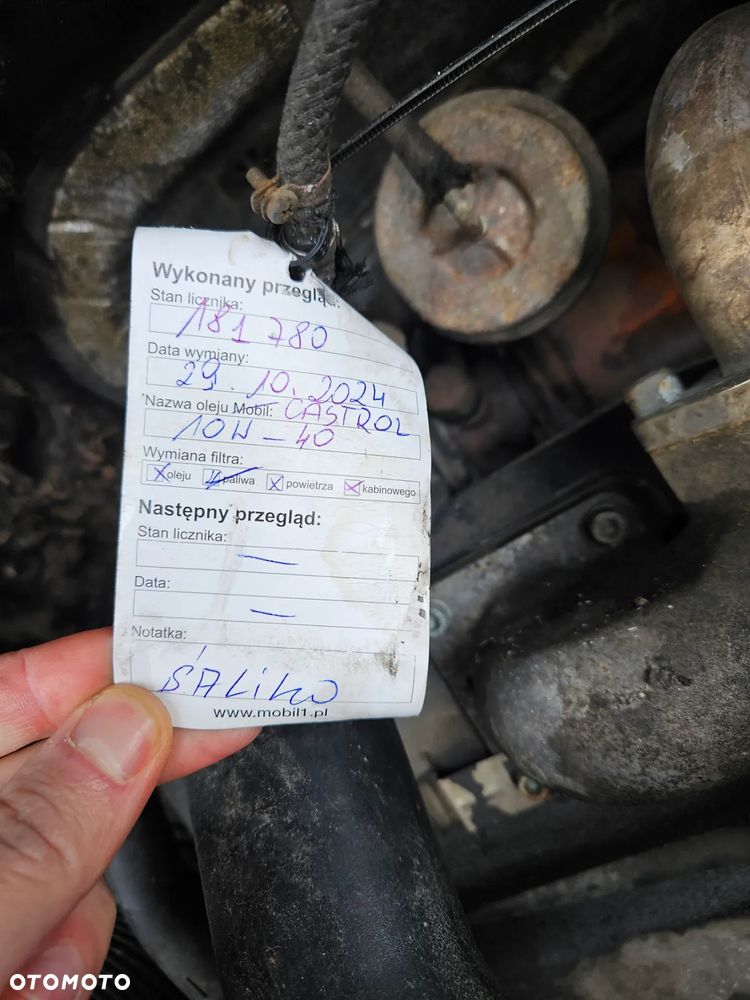 Wykonany przegląd:
Stan licznika:
181 780
Data wymiany:
29.10.2024
Nazwa oleju Mobil: CASTROL
10W-40
Wymiana filtra:
X oleju paliwa X powietrza X kabinowego
Następny przegląd:
Stan licznika:
—
Data:
—
Notatka:
www.mobil1.pl
OTOMOTO